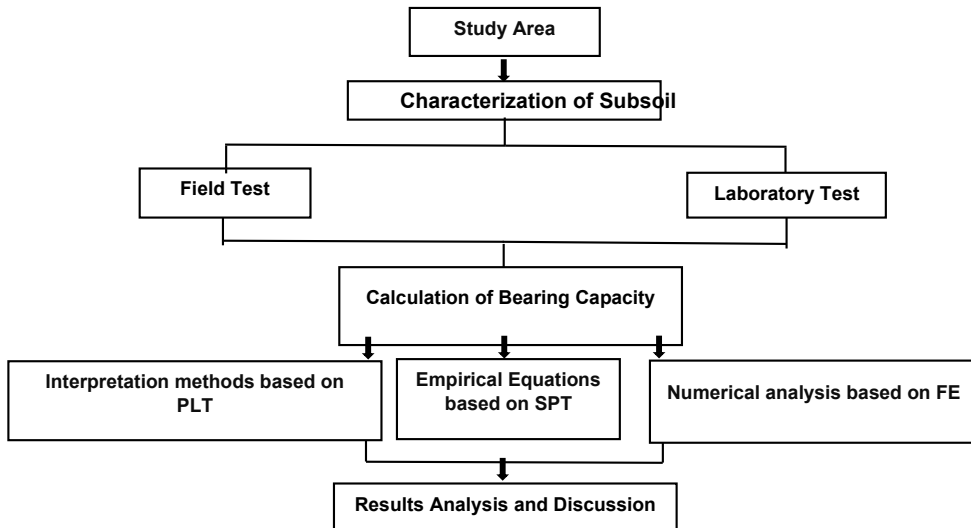 Study Area
Characterization of Subsoil
Field Test
Laboratory Test
Calculation of Bearing Capacity
Interpretation methods based on
PLT
Empirical Equations
based on SPT
Numerical analysis based on FE
Results Analysis and Discussion